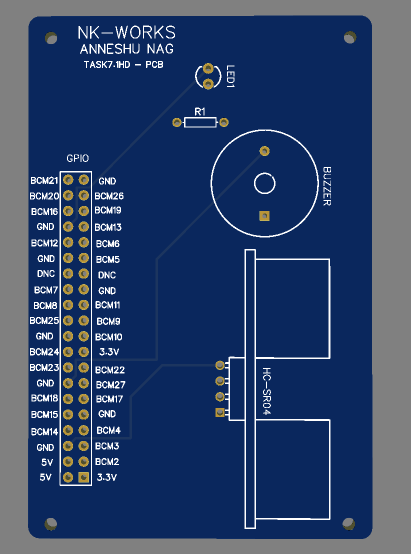 NK-WORKS
ANNESHU NAG
TASK7.1HD - PCB
LED1
R1
GPIO
BUZZER
BCM21 GND
BCM20 BCM26
BCM16 BCM19
GND BCM13
BCM12 BCM6
GND BCM5
DNC DNC
BCM7 GND
BCM8 BCM11
BCM25 BCM9
GND BCM10
BCM24 3.3V
BCM23 BCM22
GND BCM27
BCM18 BCM17
BCM15 GND
BCM14 BCM4
GND BCM3
5V BCM2
5V 3.3V
HC-SR04